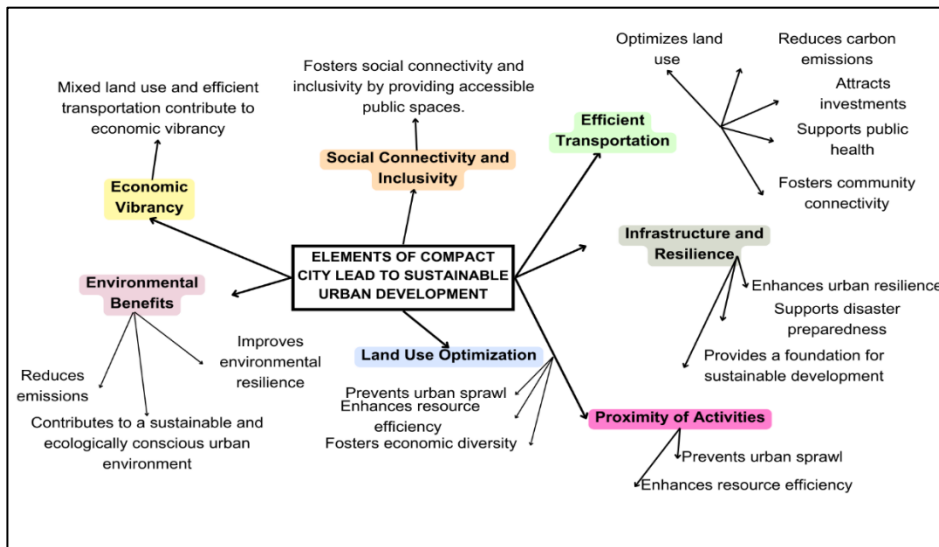 Mixed land use and efficient
transportation contribute to
economic vibrancy
Economic
Vibrancy
Fosters social connectivity and
inclusivity by providing accessible
public spaces.
Social Connectivity and
Inclusivity
Efficient
Transportation
Optimizes land
use
Reduces carbon
emissions
Attracts
investments
Supports public
health
Fosters community
connectivity
ELEMENTS OF COMPACT
CITY LEAD TO SUSTAINABLE
URBAN DEVELOPMENT
Infrastructure and
Resilience
Enhances urban resilience
Supports disaster
preparedness
Provides a foundation for
sustainable development
Environmental
Benefits
Improves
environmental
resilience
Reduces
emissions
Contributes to a sustainable and
ecologically conscious urban
environment
Land Use Optimization
Prevents urban sprawl
Enhances resource
efficiency
Fosters economic diversity
Proximity of Activities
Prevents urban sprawl
Enhances resource efficiency